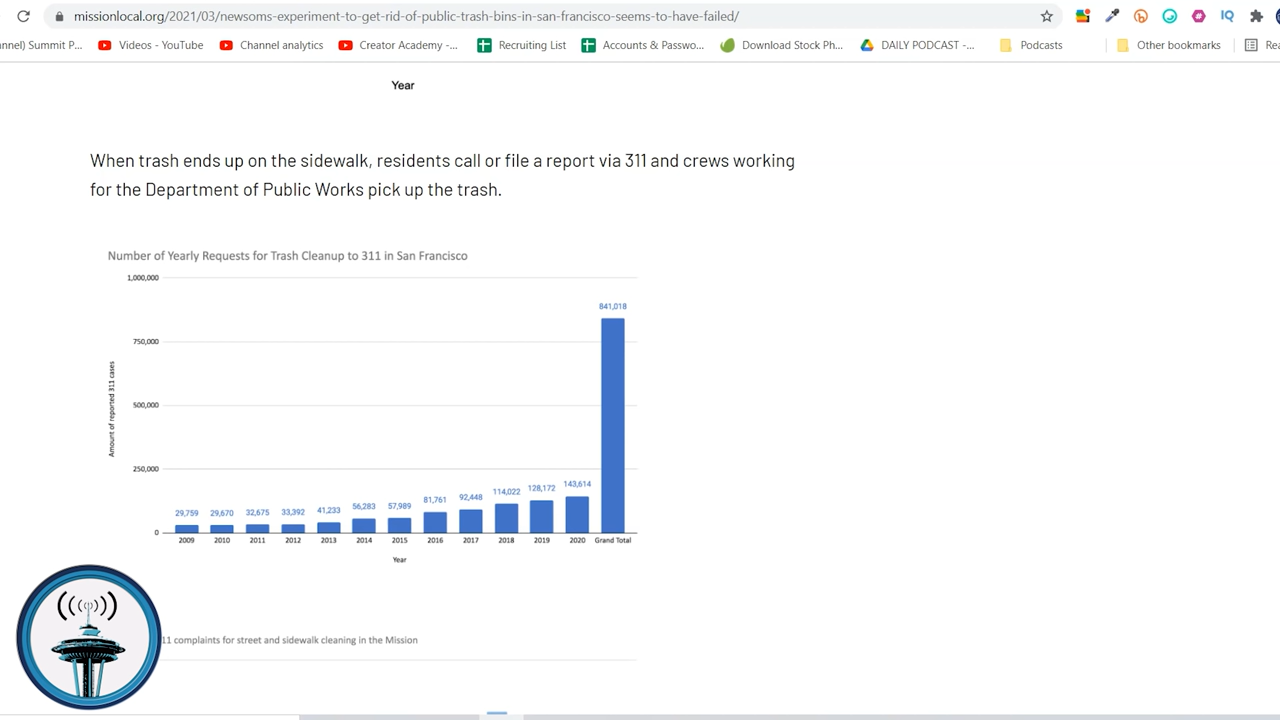 missionlocal.org/2021/03/newsoms-experiment-to-get-rid-of-public-trash-bins-in-san-francisco-seems-to-have-failed/
IQ
nnel) Summit P... Videos - YouTube Channel analytics Creator Academy -... Recruiting List Accounts & Passwo... Download Stock Ph... DAILY PODCAST -... Podcasts Other bookmarks Rea
Year
When trash ends up on the sidewalk, residents call or file a report via 311 and crews working
for the Department of Public Works pick up the trash.
Number of Yearly Requests for Trash Cleanup to 311 in San Francisco
Amount of reported 311 cases
1,000,000
750,000
500,000
250,000
0
29,759 29,670 32,675 33,392 41,233 56,283 57,989 81,761 92,448 114,022 128,172 143,614 841,018
2009 2010 2011 2012 2013 2014 2015 2016 2017 2018 2019 2020 Grand Total
Year
11 complaints for street and sidewalk cleaning in the Mission